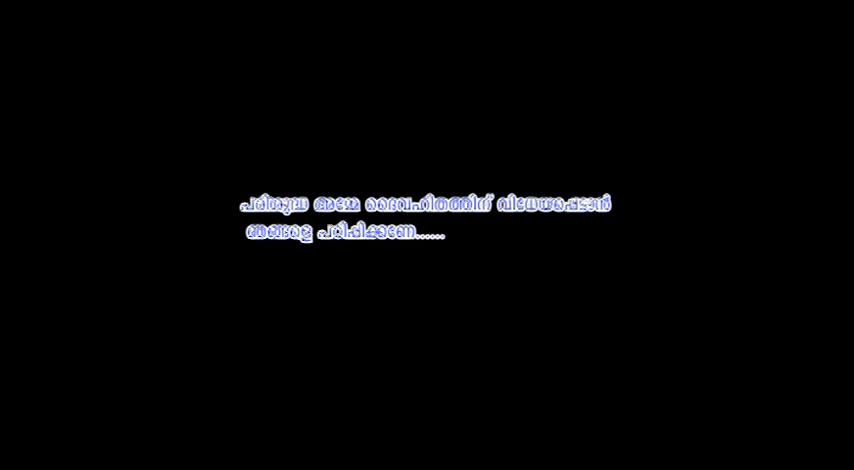 പരിശുദ്ധ അമ്മേ ദൈവഹിതത്തിന് വിധേയപ്പെടാൻ
ഞങ്ങളെ പഠിപ്പിക്കണേ......